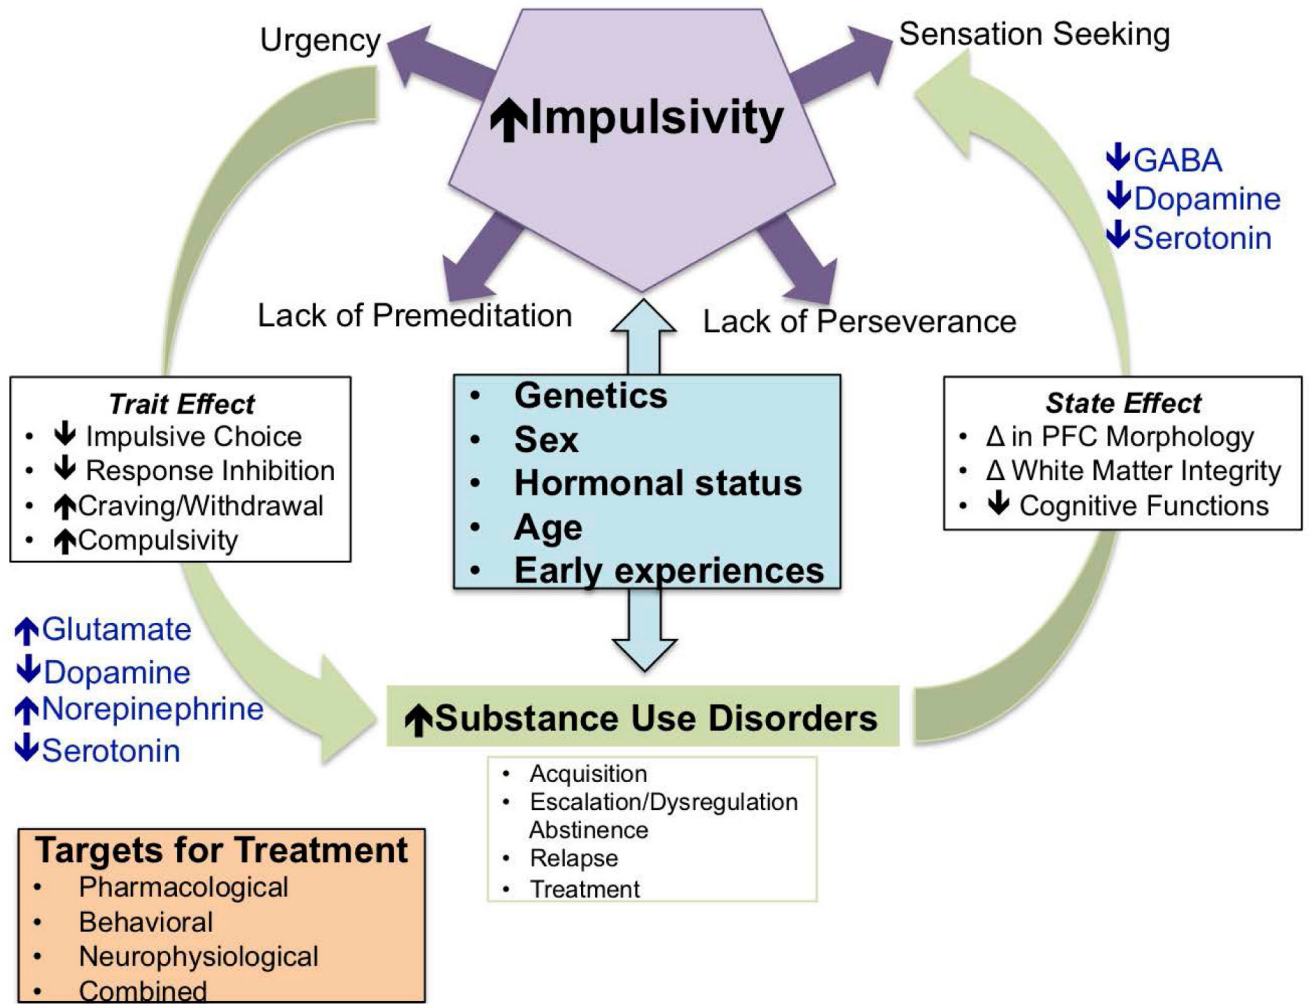 Urgency
Sensation Seeking
↑Impulsivity
↓GABA
↓Dopamine
↓Serotonin
Lack of Premeditation
Lack of Perseverance
Trait Effect
• ↓ Impulsive Choice
• ↓ Response Inhibition
• ↑Craving/Withdrawal
• ↑Compulsivity
• Genetics
• Sex
• Hormonal status
• Age
• Early experiences
State Effect
• Δ in PFC Morphology
• Δ White Matter Integrity
• ↓ Cognitive Functions
↑Glutamate
↓Dopamine
↑Norepinephrine
↓Serotonin
↑Substance Use Disorders
• Acquisition
• Escalation/Dysregulation
Abstinence
• Relapse
• Treatment
Targets for Treatment
• Pharmacological
• Behavioral
• Neurophysiological
• Combined